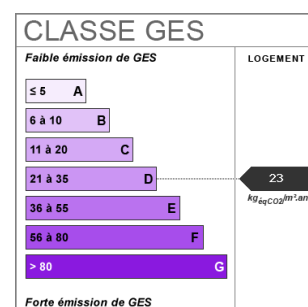 CLASSE GES
Faible émission de GES
LOGEMENT
≤ 5 A
6 à 10 B
11 à 20 C
21 à 35 D
23
kgéqCO2/m².an
36 à 55 E
56 à 80 F
> 80 G
Forte émission de GES